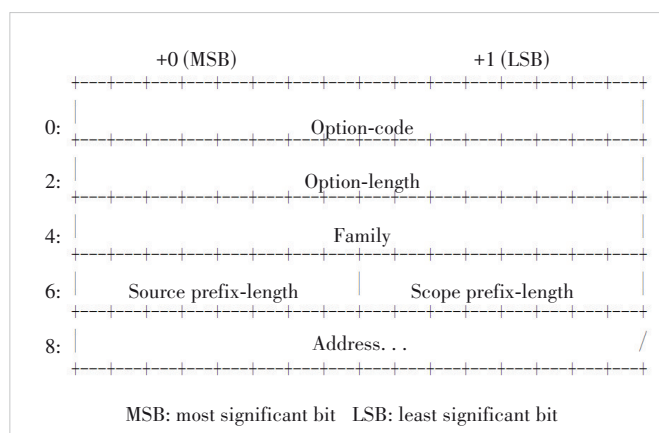 +0 (MSB) +1 (LSB)
+---+---+---+---+---+---+---+---+---+---+---+---+---+---+---+---+
0: | Option-code |
+---+---+---+---+---+---+---+---+---+---+---+---+---+---+---+---+
2: | Option-length |
+---+---+---+---+---+---+---+---+---+---+---+---+---+---+---+---+
4: | Family |
+---+---+---+---+---+---+---+---+---+---+---+---+---+---+---+---+
6: | Source prefix-length | Scope prefix-length |
+---+---+---+---+---+---+---+---+---+---+---+---+---+---+---+---+
8: | Address. . . /
+---+---+---+---+---+---+---+---+---+---+---+---+---+---+---+---+
MSB: most significant bit LSB: least significant bit